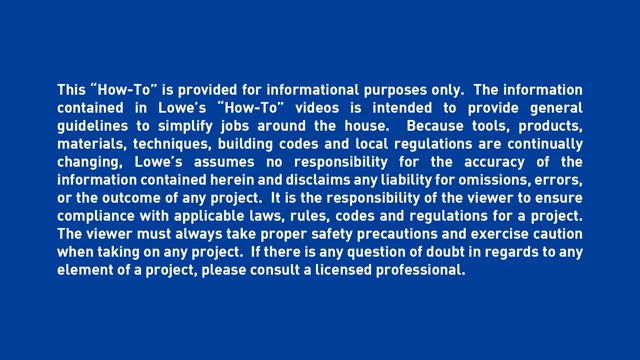 This “How-To” is provided for informational purposes only.  The information
contained in Lowe’s “How-To” videos is intended to provide general
guidelines to simplify jobs around the house.  Because tools, products,
materials, techniques, building codes and local regulations are continually
changing, Lowe’s assumes no responsibility for the accuracy of the
information contained herein and disclaims any liability for omissions, errors,
or the outcome of any project.  It is the responsibility of the viewer to ensure
compliance with applicable laws, rules, codes and regulations for a project.
The viewer must always take proper safety precautions and exercise caution
when taking on any project.  If there is any question of doubt in regards to any
element of a project, please consult a licensed professional.